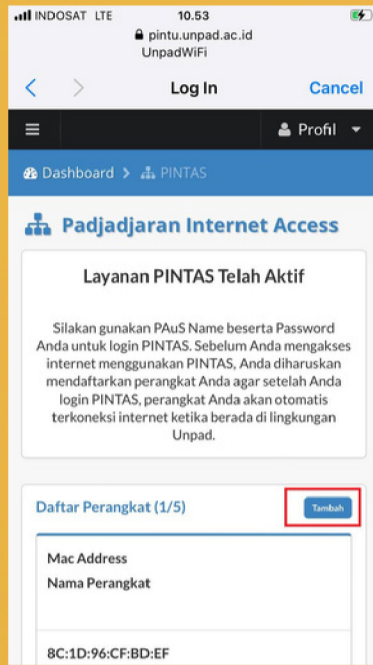 INDOSAT LTE 10.53
pintu.unpad.ac.id
UnpadWiFi
Log In Cancel
Profil
Dashboard > PINTAS
Padjadjaran Internet Access
Layanan PINTAS Telah Aktif
Silakan gunakan PAuS Name beserta Password
Anda untuk login PINTAS. Sebelum Anda mengakses
internet menggunakan PINTAS, Anda diharuskan
mendaftarkan perangkat Anda agar setelah Anda
login PINTAS, perangkat Anda akan otomatis
terkoneksi internet ketika berada di lingkungan
Unpad.
Daftar Perangkat (1/5) Tambah
Mac Address
Nama Perangkat
8C:1D:96:CF:BD:EF